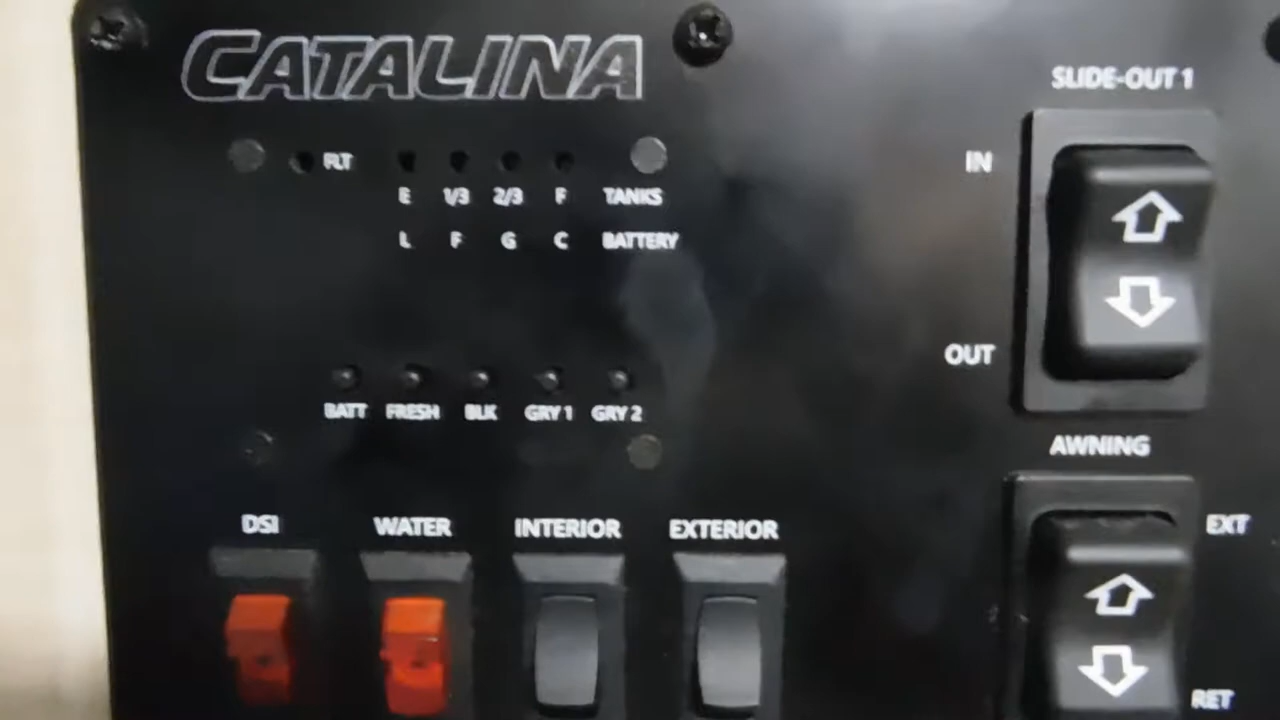 CATALINA
SLIDE-OUT 1
FLT
IN
E 1/3 2/3 F TANKS
L F G C BATTERY
OUT
BATT FRESH BLK GRY 1 GRY 2
AWNING
DSI WATER INTERIOR EXTERIOR
EXT
RET